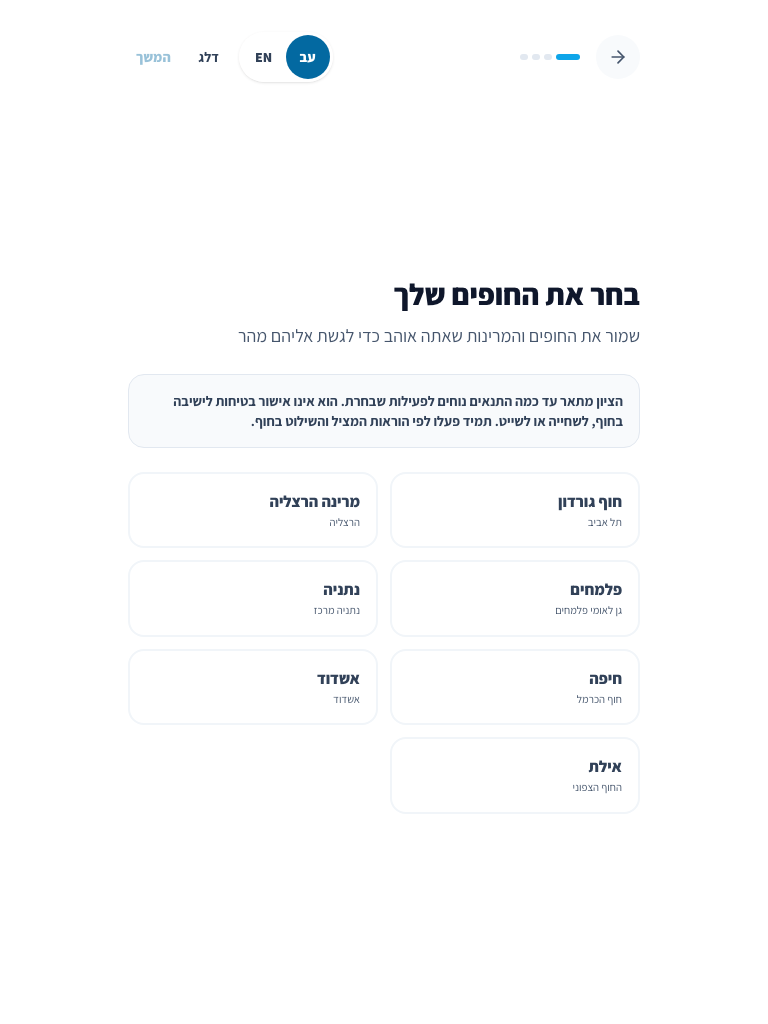 עב
EN
דלג
המשך
בחר את החופים שלך
שמור את החופים והמרינות שאתה אוהב כדי לגשת אליהם מהר
הציון מתאר עד כמה התנאים נוחים לפעילות שבחרת. הוא אינו אישור בטיחות לישיבה
בחוף, לשחייה או לשייט. תמיד פעלו לפי הוראות המציל והשילוט בחוף.
חוף גורדון
תל אביב
מרינה הרצליה
הרצליה
פלמחים
גן לאומי פלמחים
נתניה
נתניה מרכז
חיפה
חוף הכרמל
אשדוד
אשדוד
אילת
החוף הצפוני